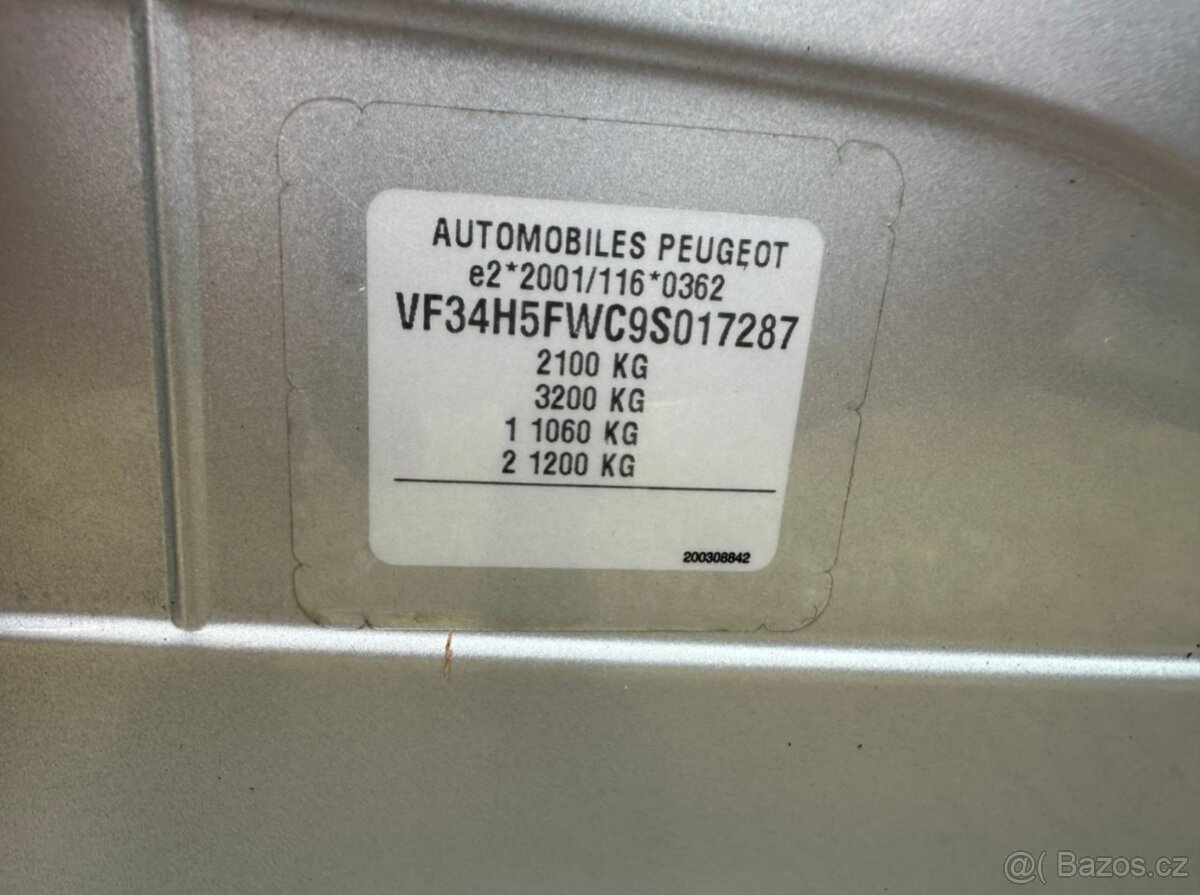 AUTOMOBILES PEUGEOT
e2*2001/116*0362
VF34H5FWC9S017287
2100 KG
3200 KG
1 1060 KG
2 1200 KG
200308842
@( Bazos.cz